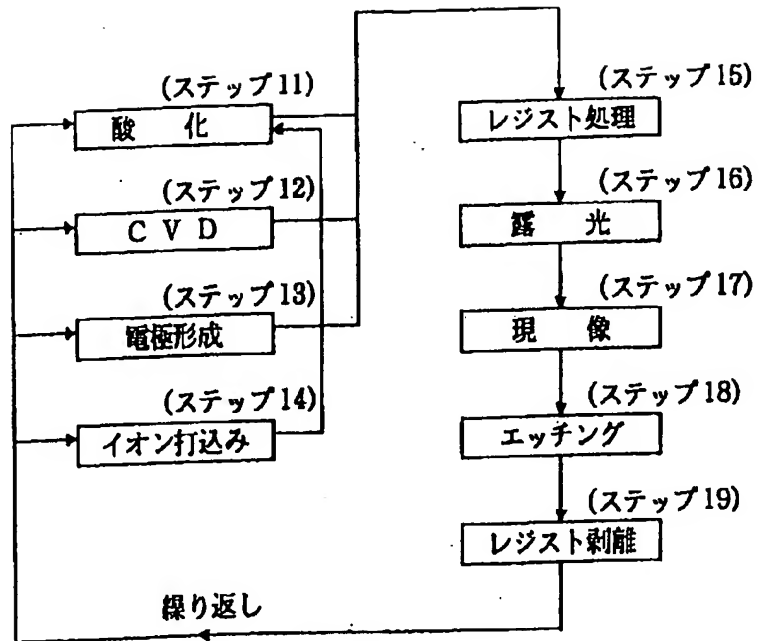 (ステップ11)
酸化
(ステップ12)
CVD
(ステップ13)
電極形成
(ステップ14)
イオン打込み
(ステップ15)
レジスト処理
(ステップ16)
露光
(ステップ17)
現像
(ステップ18)
エッチング
(ステップ19)
レジスト剥離
繰り返し